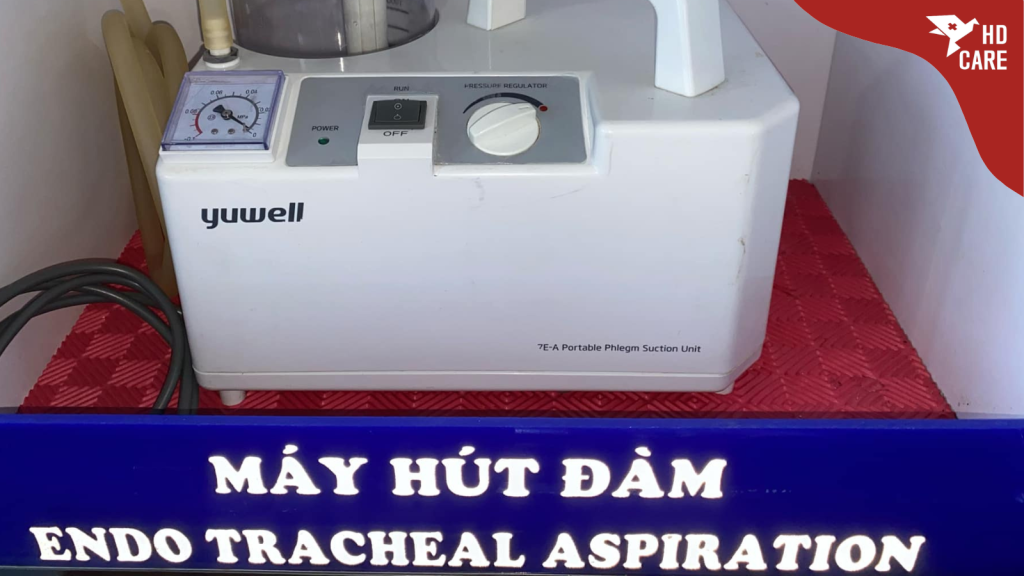 HD
CARE
RUN
PRESSURE REGULATOR
POWER
OFF
MPa
yuwell
7E-A Portable Phlegm Suction Unit
MÁY HÚT ĐÀM
ENDO TRACHEAL ASPIRATION